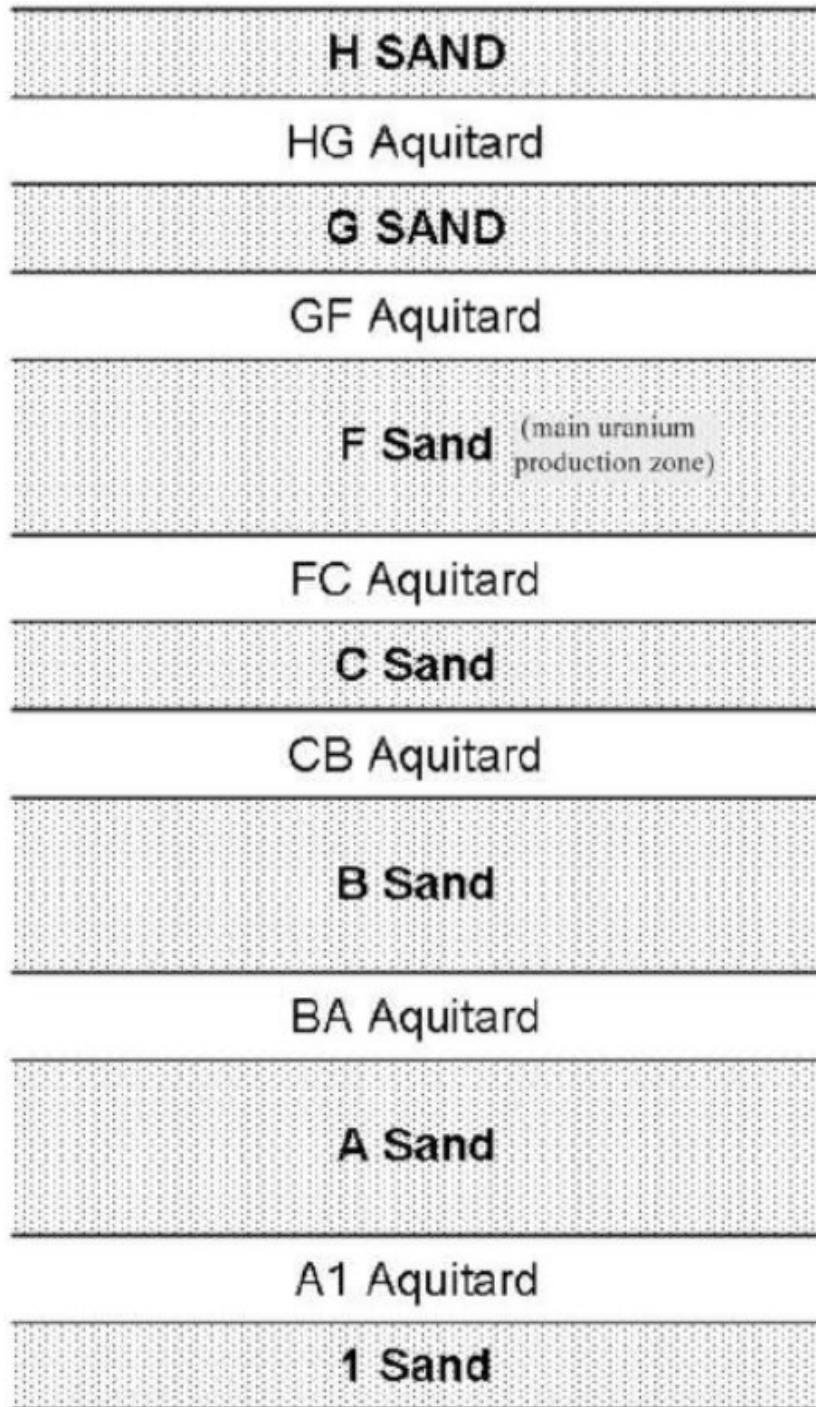 H SAND
HG Aquitard
G SAND
GF Aquitard
F Sand (main uranium
production zone)
FC Aquitard
C Sand
CB Aquitard
B Sand
BA Aquitard
A Sand
A1 Aquitard
1 Sand